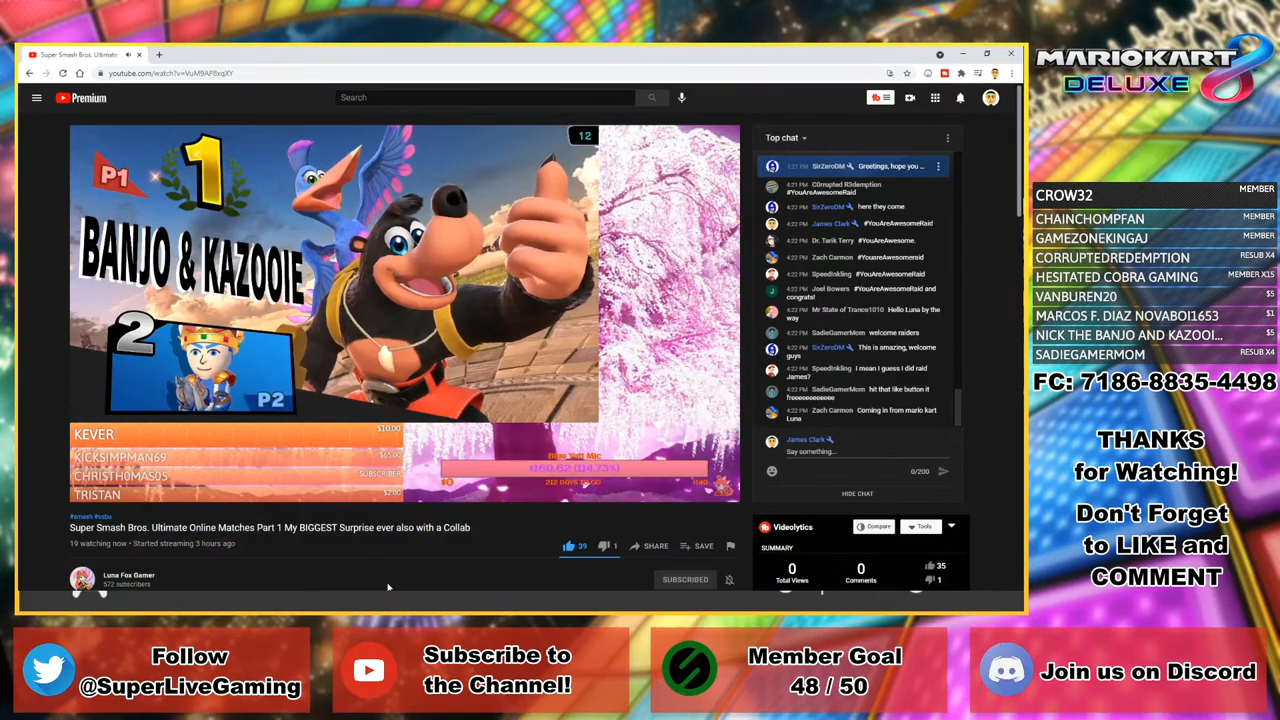 Super Smash Bros. Ultimate
youtube.com/watch?v=VuM9AP8xqXY
Premium
Search
P1
1
BANJO & KAZOOIE
2
P2
12
KEVER $10.00
KICKSIMPMAN69 $65.00
CHRISTH0MAS05 SUBSCRIBER
TRISTAN $2.00
Blue Yeti Mic
$160.62 (114.73%)
212 DAYS TO GO
#smash #ssbu
Super Smash Bros. Ultimate Online Matches Part 1 My BIGGEST Surprise ever also with a Collab
19 watching now • Started streaming 3 hours ago
39 1 SHARE SAVE
Luna Fox Gamer
572 subscribers
SUBSCRIBED
Top chat
SirZeroDM Greetings, hope you ...
4:21 PM C0rrupted R3demption
#YouAreAwesomeRaid
4:22 PM SirZeroDM here they come
4:22 PM James Clark #YouAreAwesomeRaid
4:22 PM Dr. Tarik Terry #YouAreAwesome.
4:22 PM Zach Carmon #YouareAwesomeraid
4:22 PM SpeedInkling #YouAreAwesomeRaid
4:22 PM Joel Bowers #YouAreAwesomeRaid and
congrats!
4:22 PM Mr State of Trance1010 Hello Luna by the
way
4:22 PM SadieGamerMom welcome raiders
4:22 PM SirZeroDM This is amazing, welcome
guys
4:22 PM SpeedInkling I mean I guess I did raid
James?
4:22 PM SadieGamerMom hit that like button it
freeeeeeeeeeee
4:22 PM Zach Carmon Coming in from mario kart
Luna
James Clark
Say something...
0/200
HIDE CHAT
Videolytics Compare Tools
SUMMARY
0 0 35
Total Views Comments 1
MARIOKART
DELUXE 8
CROW32 MEMBER
CHAINCHOMPFAN MEMBER
GAMEZONEKINGAJ MEMBER
CORRUPTEDREDEMPTION RESUB X4
HESITATED COBRA GAMING MEMBER X15
VANBUREN20 $5
MARCOS F. DIAZ NOVABOI1653 $1
NICK THE BANJO AND KAZOOI... $5
SADIEGAMERMOM RESUB X4
FC: 7186-8835-4498
THANKS
for Watching!
Don't Forget
to LIKE and
COMMENT
Follow
@SuperLiveGaming
Subscribe to
the Channel!
Member Goal
48 / 50
Join us on Discord